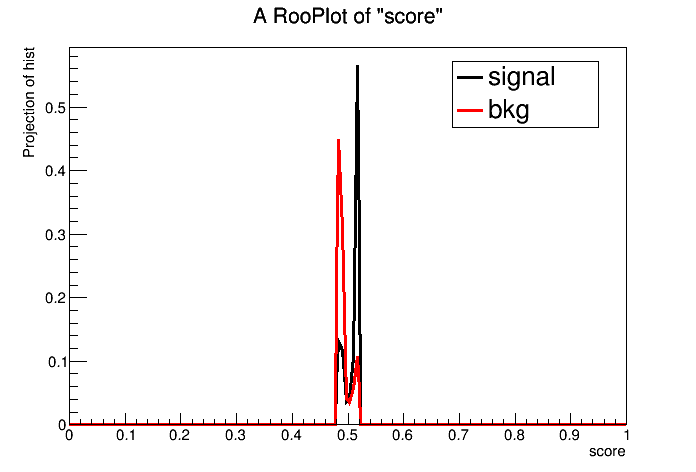 A RooPlot of "score"
Projection of hist
signal
bkg
0.5
0.4
0.3
0.2
0.1
0
0 0.1 0.2 0.3 0.4 0.5 0.6 0.7 0.8 0.9 1
score